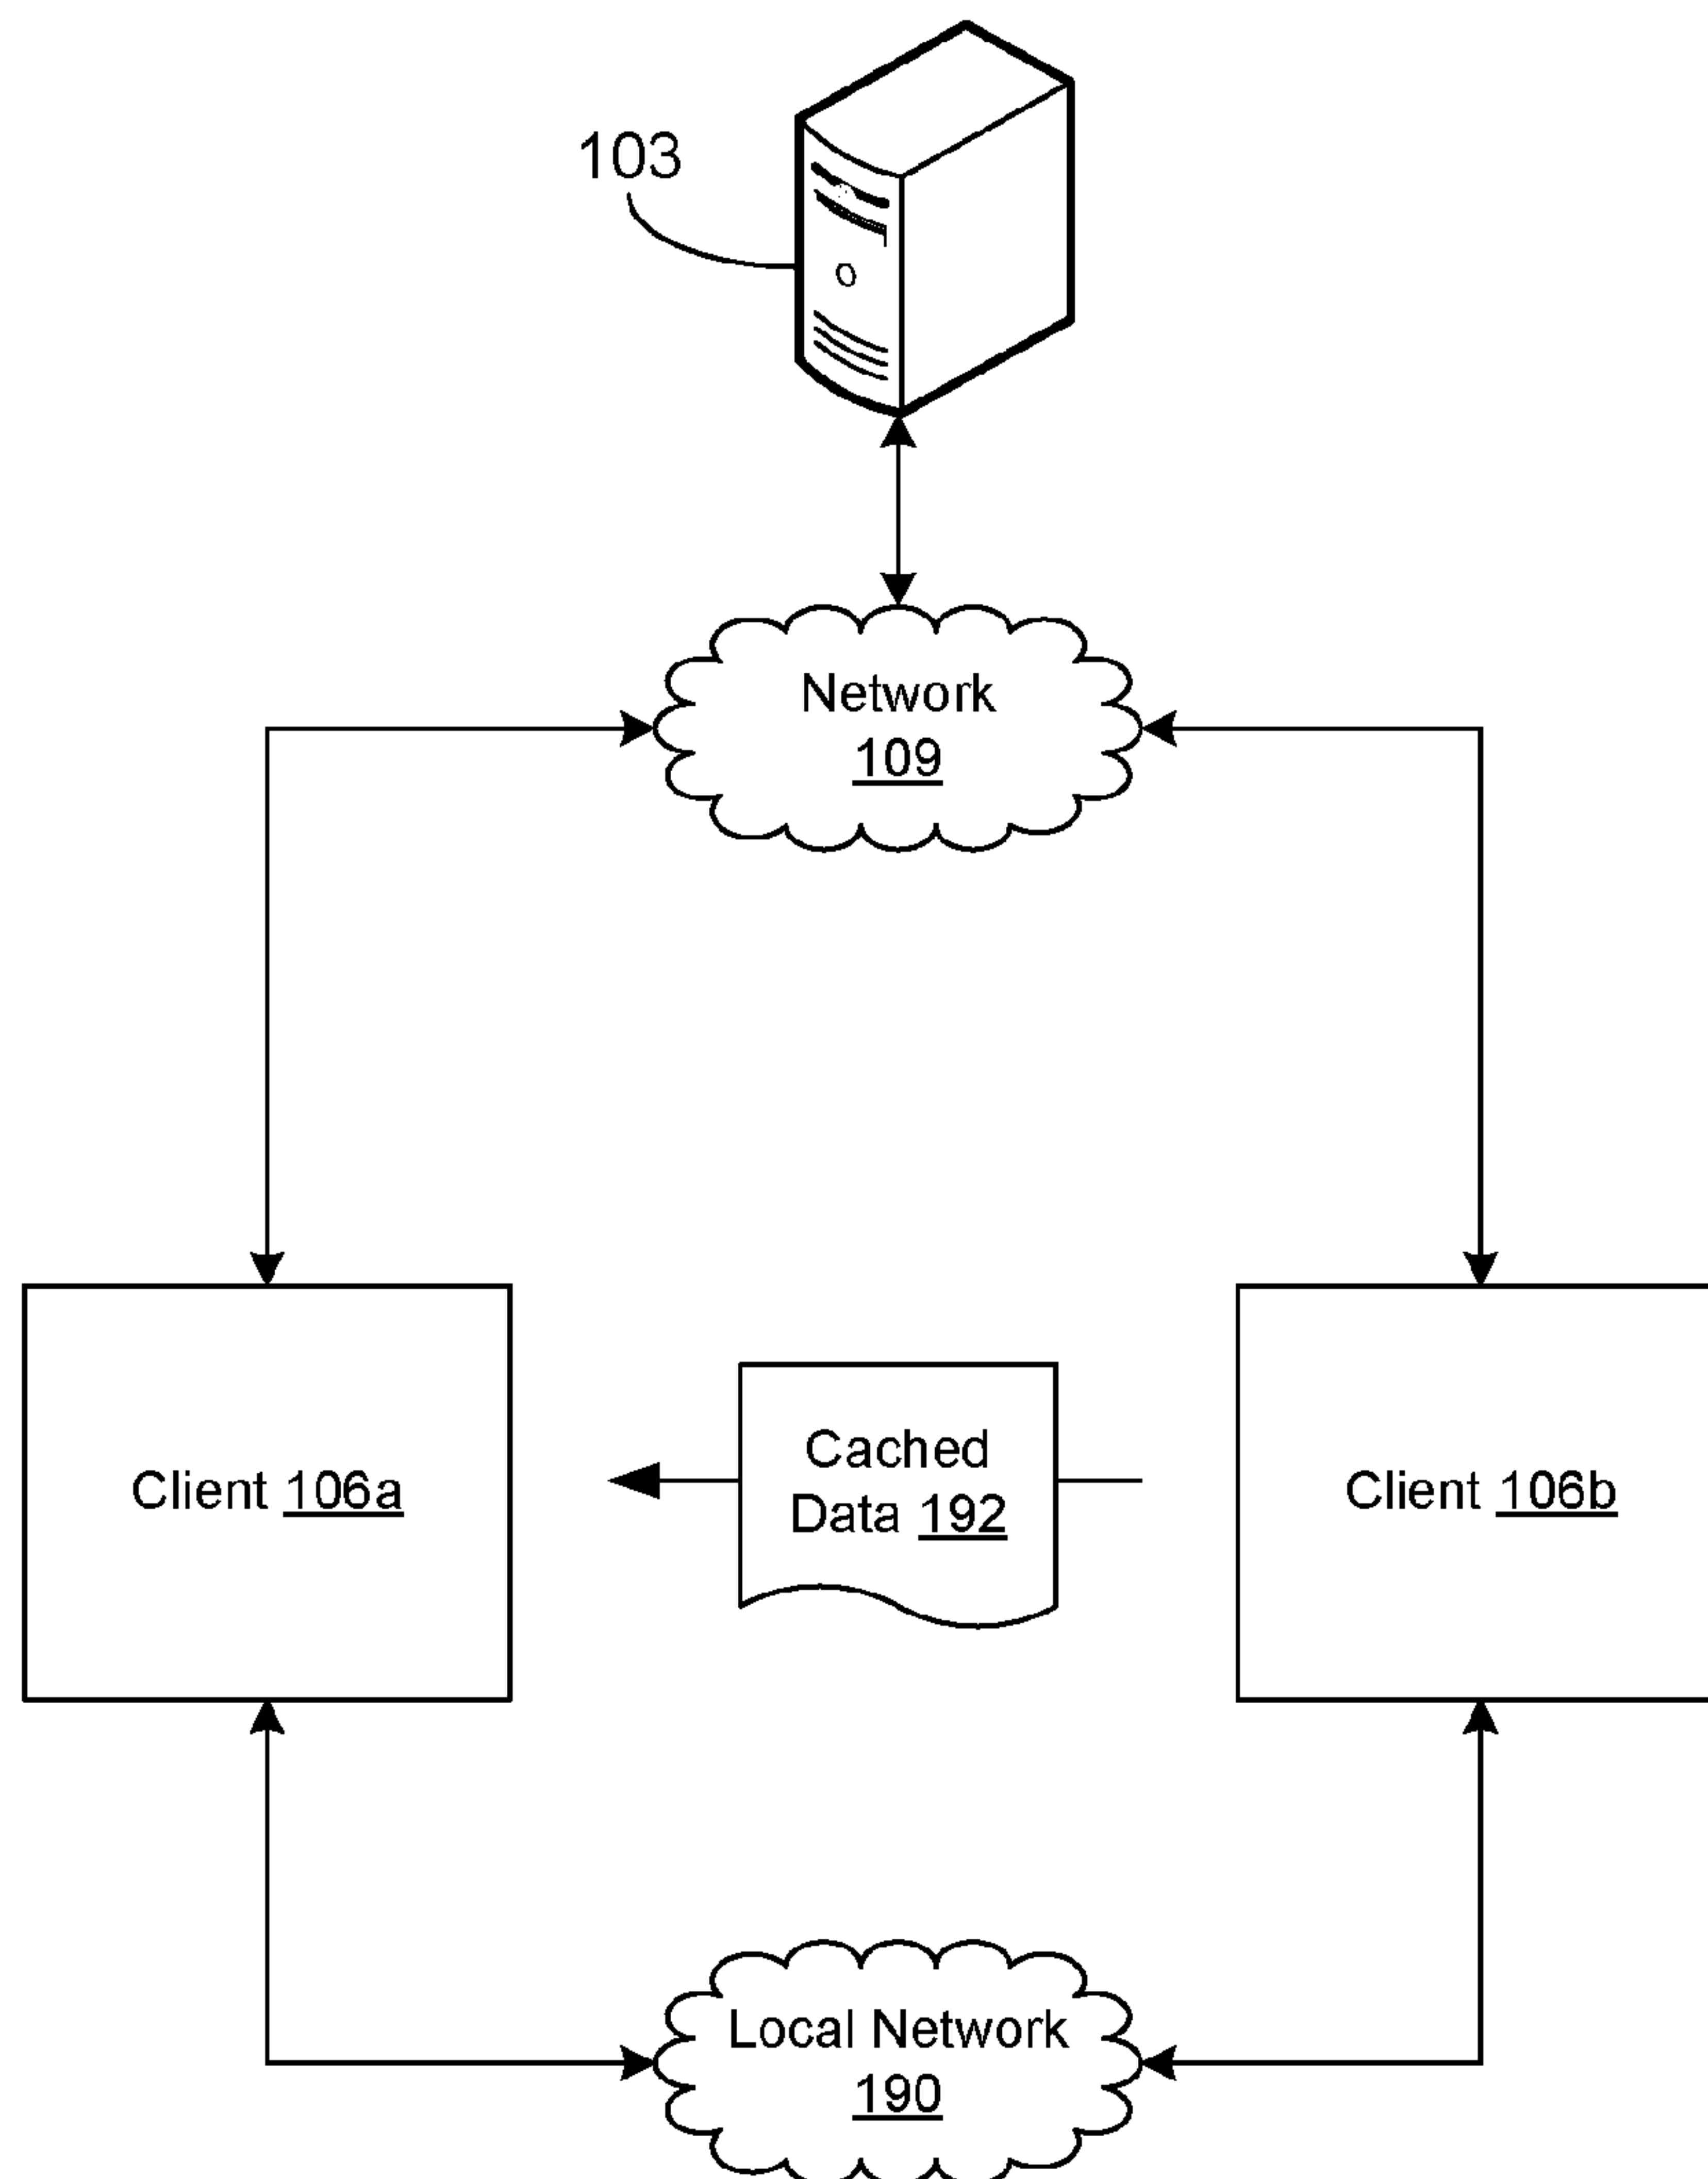 103
Network
109
Client 106a
Cached
Data 192
Client 106b
Local Network
190